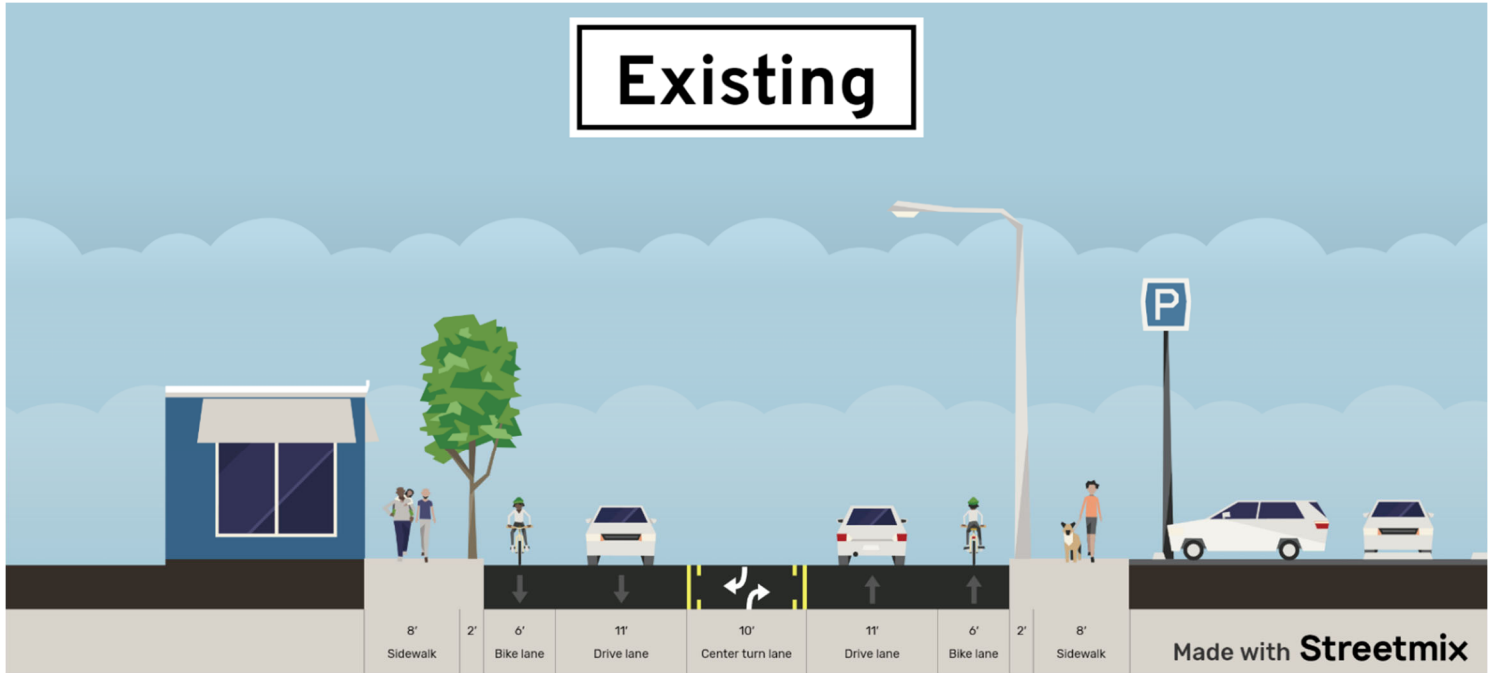 Existing
P
8' 2' 6' 11' 10' 11' 6' 2' 8'
Sidewalk Bike lane Drive lane Center turn lane Drive lane Bike lane Sidewalk
Made with Streetmix